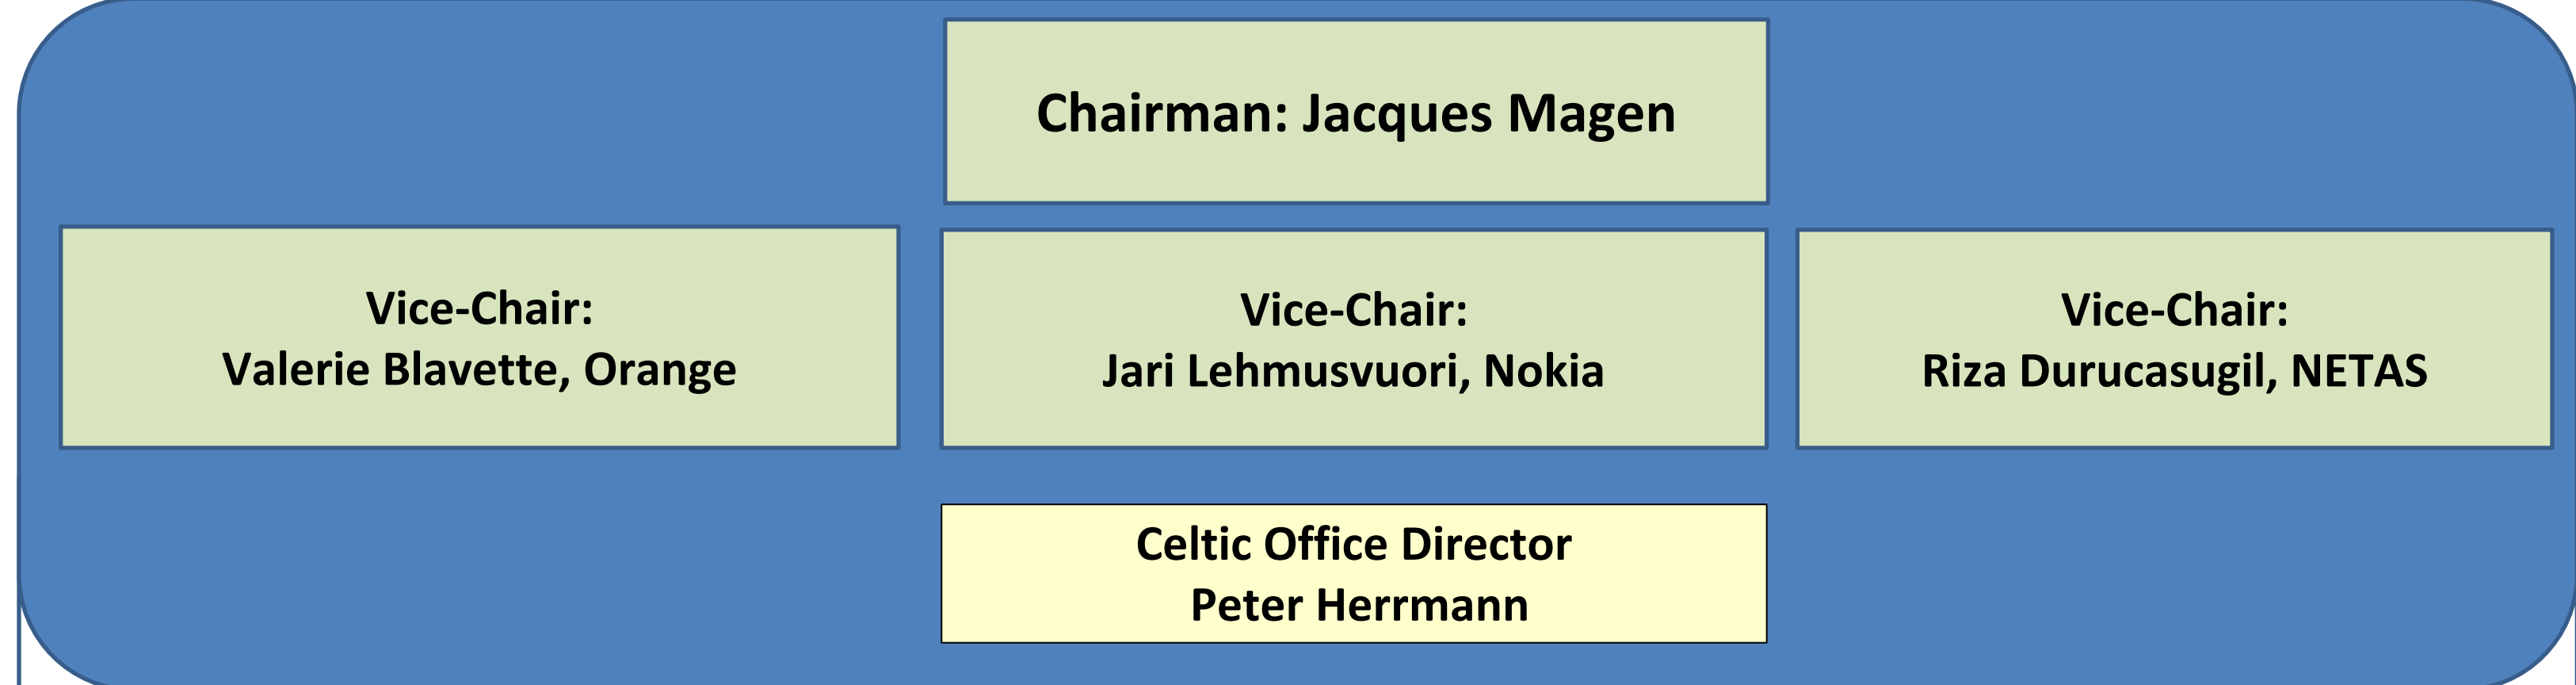 Chairman: Jacques Magen
Vice-Chair:
Valerie Blavette, Orange
Vice-Chair:
Jari Lehmusvuori, Nokia
Vice-Chair:
Riza Durucasugil, NETAS
Celtic Office Director
Peter Herrmann